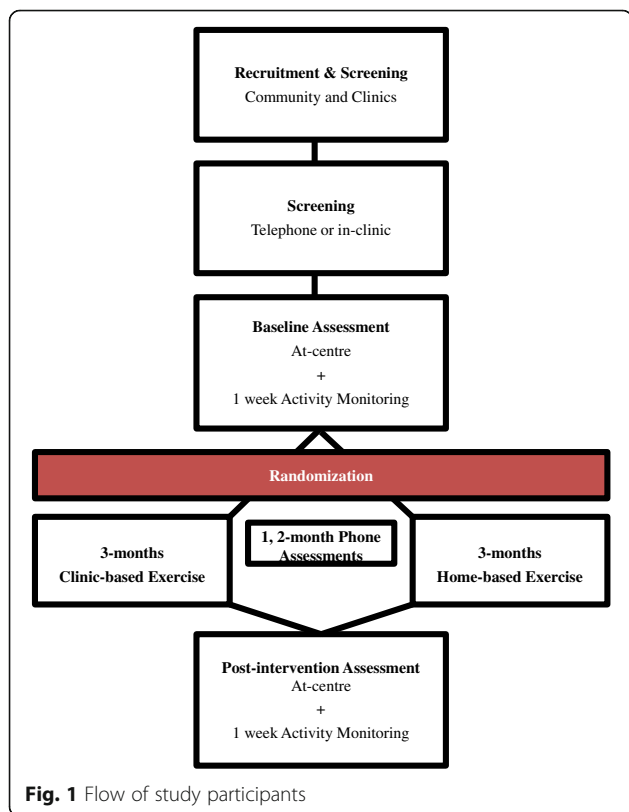 Recruitment & Screening
Community and Clinics
Screening
Telephone or in-clinic
Baseline Assessment
At-centre
+
1 week Activity Monitoring
Randomization
3-months
Clinic-based Exercise
1, 2-month Phone
Assessments
3-months
Home-based Exercise
Post-intervention Assessment
At-centre
+
1 week Activity Monitoring
Fig. 1 Flow of study participants